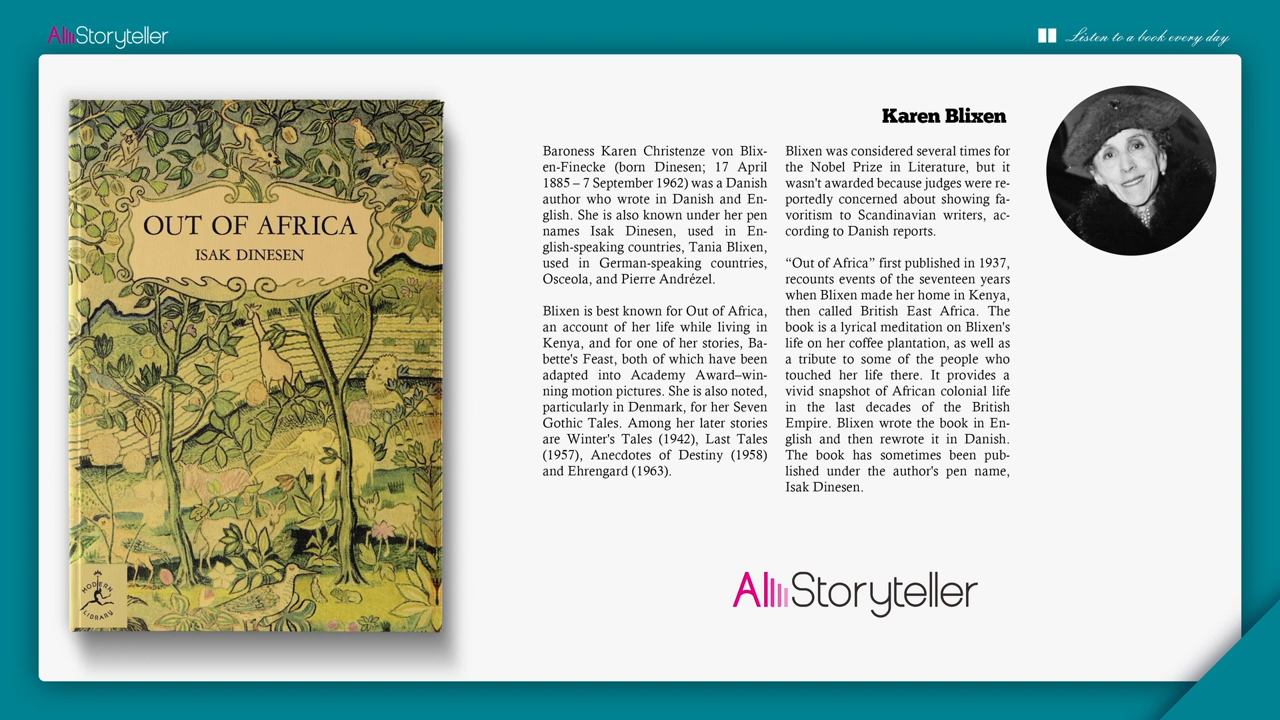 AIStoryteller
Listen to a book every day
OUT OF AFRICA
ISAK DINESEN
MODERN
LIBRARY
Karen Blixen
Baroness Karen Christenze von Blix-
en-Finecke (born Dinesen; 17 April
1885 – 7 September 1962) was a Danish
author who wrote in Danish and En-
glish. She is also known under her pen
names Isak Dinesen, used in En-
glish-speaking countries, Tania Blixen,
used in German-speaking countries,
Osceola, and Pierre Andrézel.
Blixen is best known for Out of Africa,
an account of her life while living in
Kenya, and for one of her stories, Ba-
bette's Feast, both of which have been
adapted into Academy Award–win-
ning motion pictures. She is also noted,
particularly in Denmark, for her Seven
Gothic Tales. Among her later stories
are Winter's Tales (1942), Last Tales
(1957), Anecdotes of Destiny (1958)
and Ehrengard (1963).
Blixen was considered several times for
the Nobel Prize in Literature, but it
wasn't awarded because judges were re-
portedly concerned about showing fa-
voritism to Scandinavian writers, ac-
cording to Danish reports.
“Out of Africa” first published in 1937,
recounts events of the seventeen years
when Blixen made her home in Kenya,
then called British East Africa. The
book is a lyrical meditation on Blixen's
life on her coffee plantation, as well as
a tribute to some of the people who
touched her life there. It provides a
vivid snapshot of African colonial life
in the last decades of the British
Empire. Blixen wrote the book in En-
glish and then rewrote it in Danish.
The book has sometimes been pub-
lished under the author's pen name,
Isak Dinesen.
AIStoryteller